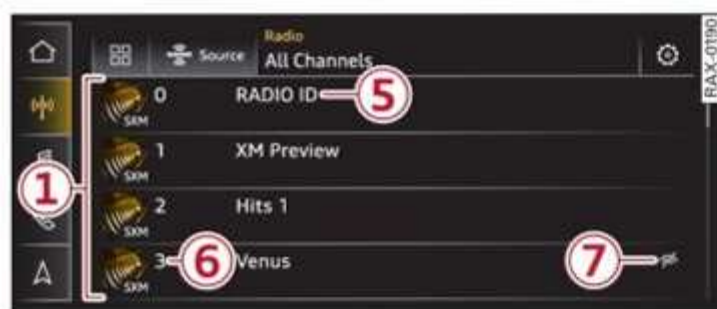 Radio
Source
All Channels
RAX-0190
SXM 0 RADIO ID 5
SXM 1 XM Preview
1
SXM 2 Hits 1
SXM 3 6 Venus 7